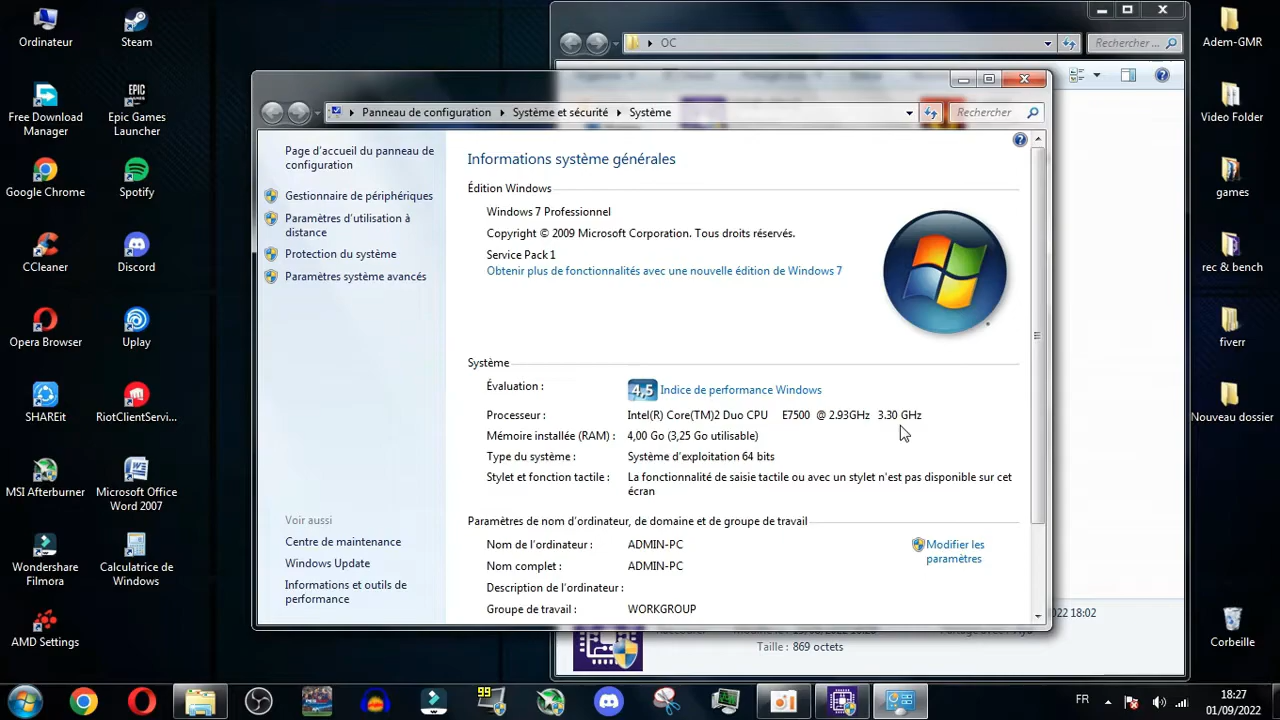 Ordinateur
Steam
Free Download
Manager
Epic Games
Launcher
Google Chrome
Spotify
CCleaner
Discord
Opera Browser
Uplay
SHAREit
RiotClientServi...
MSI Afterburner
Microsoft Office
Word 2007
Wondershare
Filmora
Calculatrice de
Windows
AMD Settings
EPIC
GAMES
OC
Rechercher ...
Panneau de configuration
Système et sécurité
Système
Rechercher
Page d'accueil du panneau de
configuration
Gestionnaire de périphériques
Paramètres d'utilisation à
distance
Protection du système
Paramètres système avancés
Voir aussi
Centre de maintenance
Windows Update
Informations et outils de
performance
Informations système générales
Édition Windows
Windows 7 Professionnel
Copyright © 2009 Microsoft Corporation. Tous droits réservés.
Service Pack 1
Obtenir plus de fonctionnalités avec une nouvelle édition de Windows 7
Système
Évaluation :
4,5 Indice de performance Windows
Processeur :
Intel(R) Core(TM)2 Duo CPU E7500 @ 2.93GHz 3.30 GHz
Mémoire installée (RAM) :
4,00 Go (3,25 Go utilisable)
Type du système :
Système d'exploitation 64 bits
Stylet et fonction tactile :
La fonctionnalité de saisie tactile ou avec un stylet n'est pas disponible sur cet
écran
Paramètres de nom d'ordinateur, de domaine et de groupe de travail
Nom de l'ordinateur :
ADMIN-PC
Modifier les
paramètres
Nom complet :
ADMIN-PC
Description de l'ordinateur :
Groupe de travail :
WORKGROUP
2022 18:02
Taille : 869 octets
Adem-GMR
Video Folder
games
rec & bench
fiverr
Nouveau dossier
Corbeille
99
FR
18:27
01/09/2022